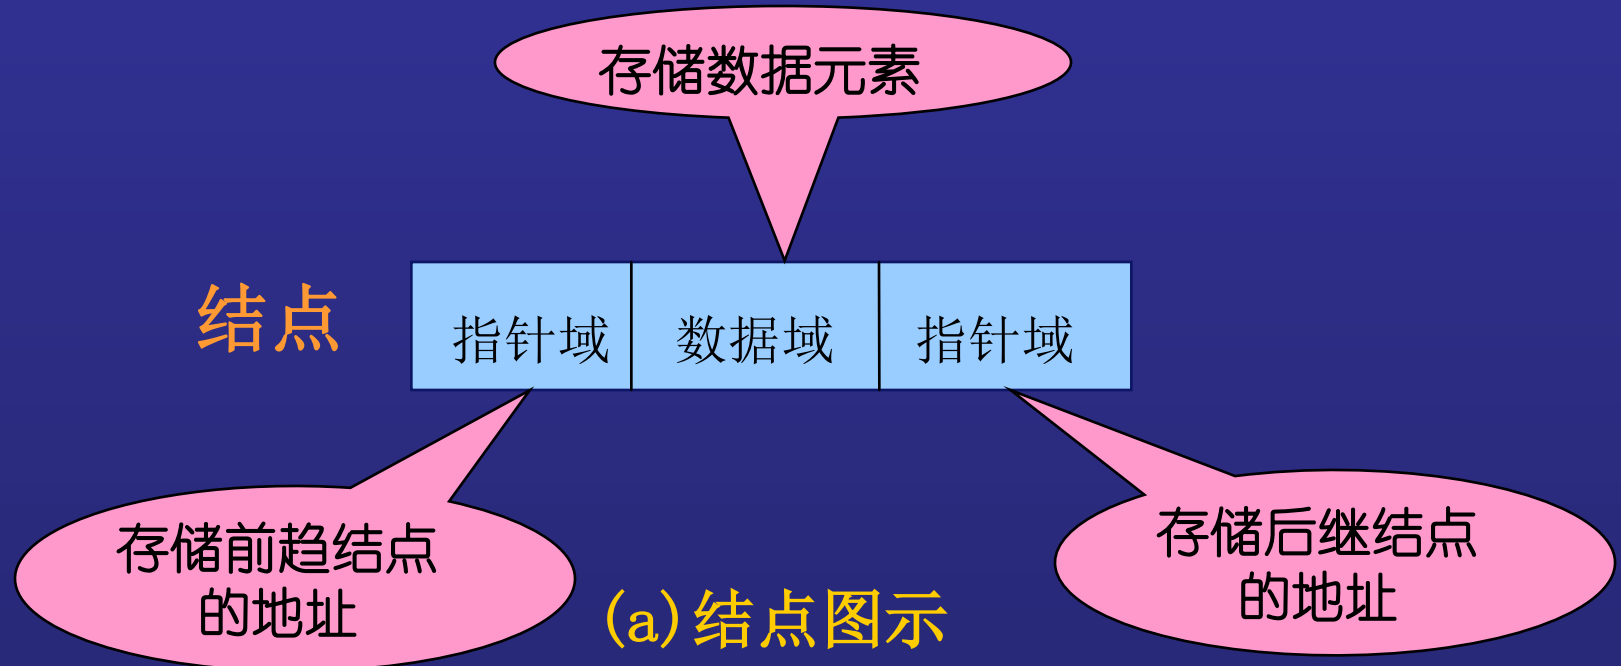 存储数据元素
结点
指针域 数据域 指针域
存储前趋结点
的地址
存储后继结点
的地址
(a)结点图示